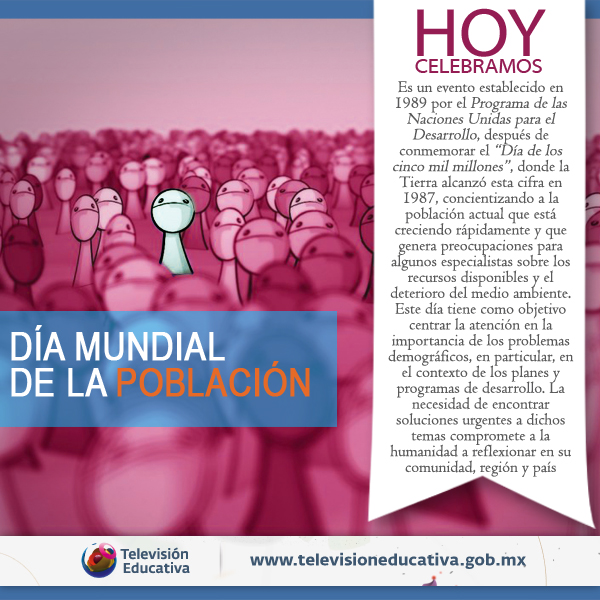 HOY
CELEBRAMOS
Es un evento establecido en
1989 por el Programa de las
Naciones Unidas para el
Desarrollo, después de
conmemorar el “Día de los
cinco mil millones”, donde la
Tierra alcanzó esta cifra en
1987, concientizando a la
población actual que está
creciendo rápidamente y que
genera preocupaciones para
algunos especialistas sobre los
recursos disponibles y el
deterioro del medio ambiente.
Este día tiene como objetivo
centrar la atención en la
importancia de los problemas
demográficos, en particular, en
el contexto de los planes y
programas de desarrollo. La
necesidad de encontrar
soluciones urgentes a dichos
temas compromete a la
humanidad a reflexionar en su
comunidad, región y país
DÍA MUNDIAL
DE LA POBLACIÓN
Televisión
Educativa
www.televisioneducativa.gob.mx